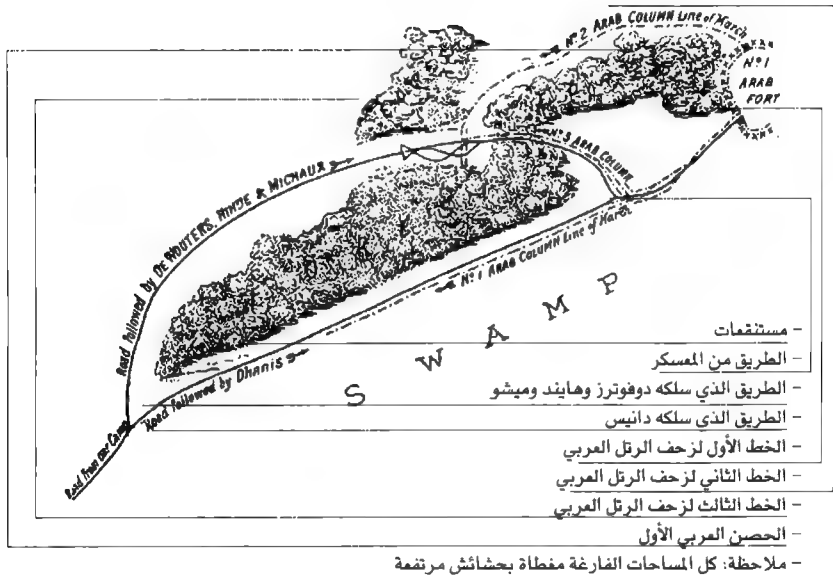 Nº 2 ARAB COLUMN Line of March
Nº 1
ARAB
FORT
Nº 3 ARAB COLUMN
Road followed by DE WOUTERS, HINDE & MICHAUX
Nº 1 ARAB COLUMN Line of March
SWAMP
Road followed by Dhanis
Road from our Camp
- مستنقعات
- الطريق من المعسكر
- الطريق الذي سلكه دوفوترز وهايند وميشو
- الطريق الذي سلكه دانيس
- الخط الأول لزحف الرتل العربي
- الخط الثاني لزحف الرتل العربي
- الخط الثالث لزحف الرتل العربي
- الحصن العربي الأول
- ملاحظة: كل المساحات الفارغة مغطاة بحشائش مرتفعة